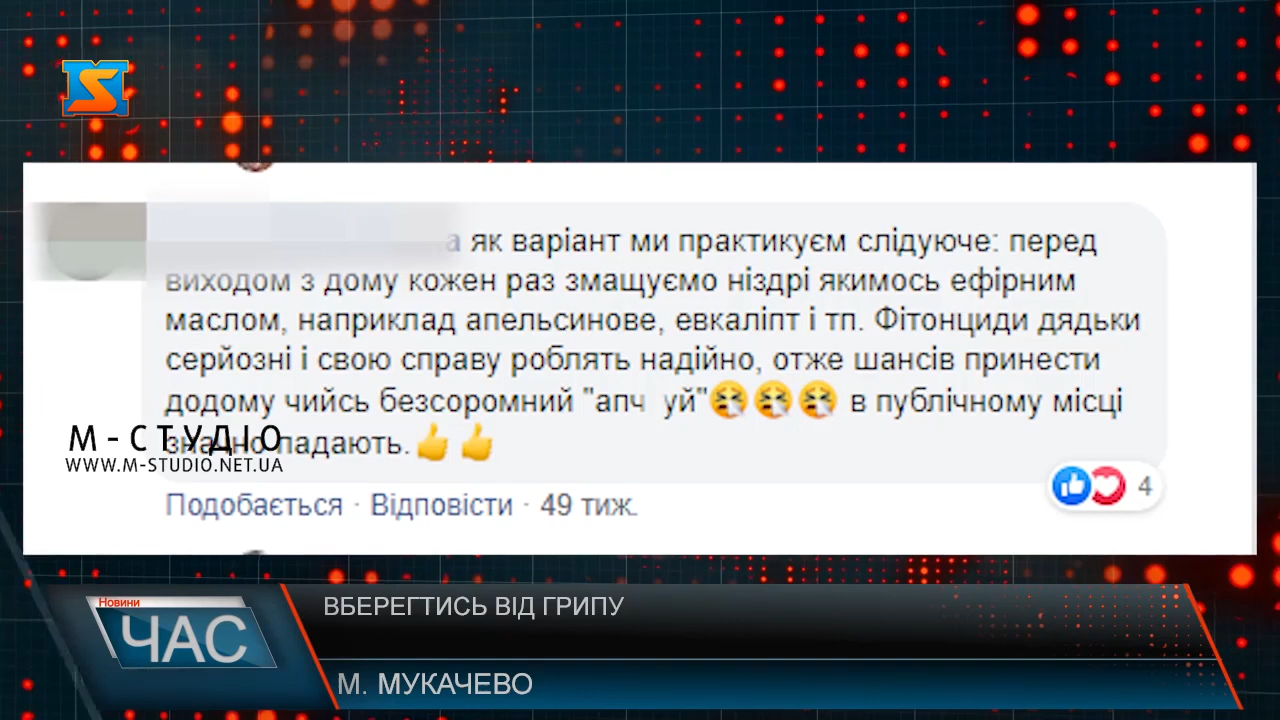 а як варіант ми практикуєм слідуюче: перед
виходом з дому кожен раз змащуємо ніздрі якимось ефірним
маслом, наприклад апельсинове, евкаліпт і тп. Фітонциди дядьки
серйозні і свою справу роблять надійно, отже шансів принести
додому чийсь безсоромний "апч уй"🤧🤧🤧 в публічному місці
значно падають.👍👍
М-СТУДІО
WWW.M-STUDIO.NET.UA
Подобається · Відповісти · 49 тиж.
4
Новини
ЧАС
ВБЕРЕГТИСЬ ВІД ГРИПУ
М. МУКАЧЕВО